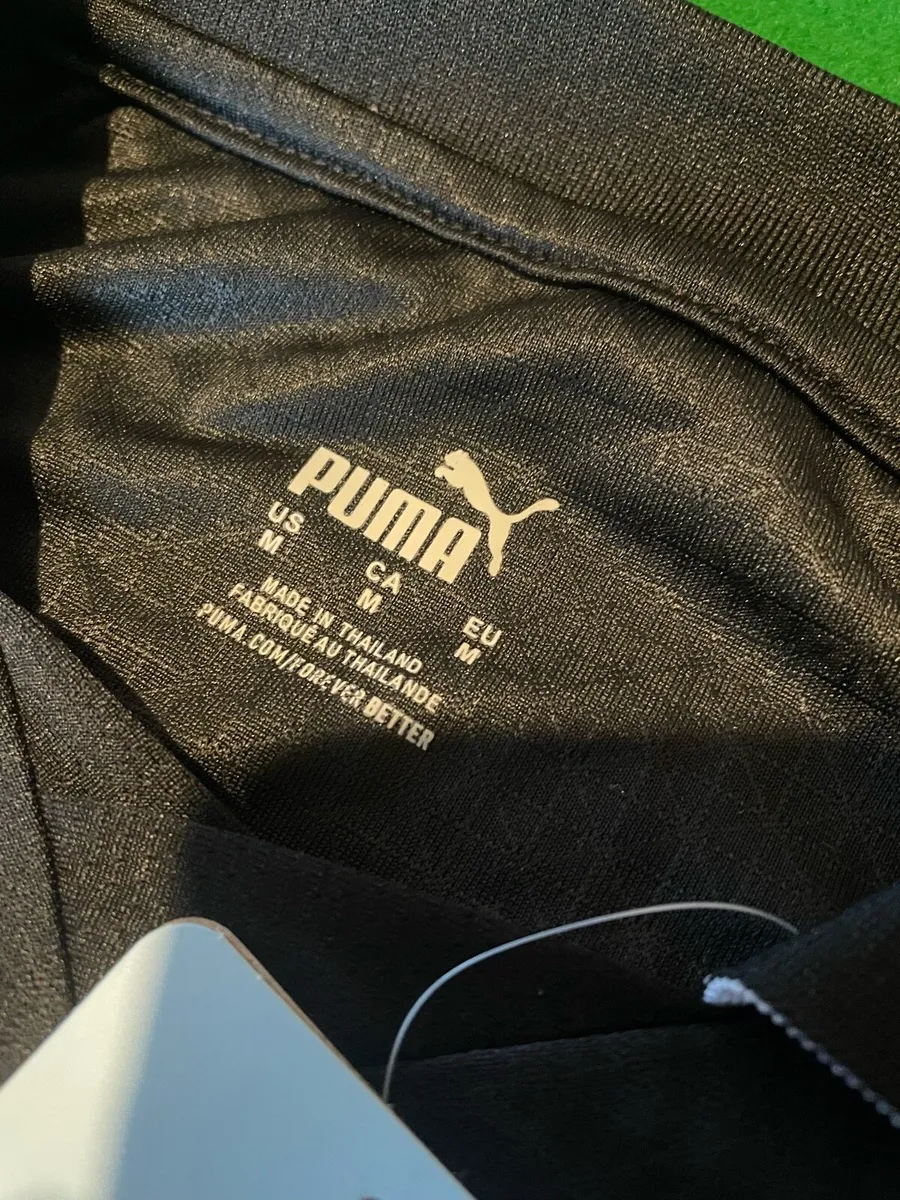 PUMA
US CA EU
M M M
MADE IN THAILAND
FABRIQUÉ AU THAILANDE
PUMA.COM/FOREVER BETTER